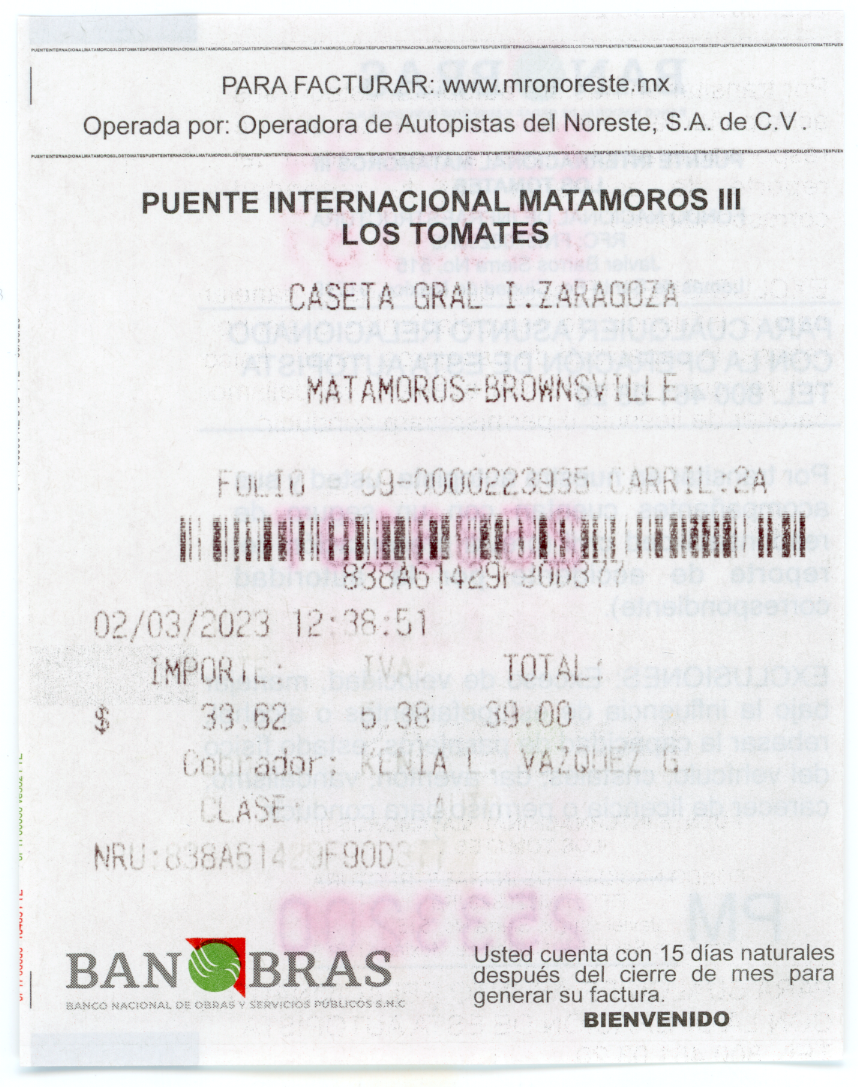 PARA FACTURAR: www.mronoreste.mx
Operada por: Operadora de Autopistas del Noreste, S.A. de C.V.
PUENTE INTERNACIONAL MATAMOROS III
LOS TOMATES
CASETA GRAL I.ZARAGOZA
MATAMOROS-BROWNSVILLE
FOLIO - 39-0000223935 CARRIL:2A
838A61429F90D377
02/03/2023 12:38:51
IMPORTE: IVA: TOTAL:
$ 33.62 5.38 39.00
Cobrador: KENIA L. VAZQUEZ G.
CLASE
NRU:838A61429F90D377
BANOBRAS
BANCO NACIONAL DE OBRAS Y SERVICIOS PÚBLICOS S.N.C
Usted cuenta con 15 días naturales
después del cierre de mes para
generar su factura.
BIENVENIDO